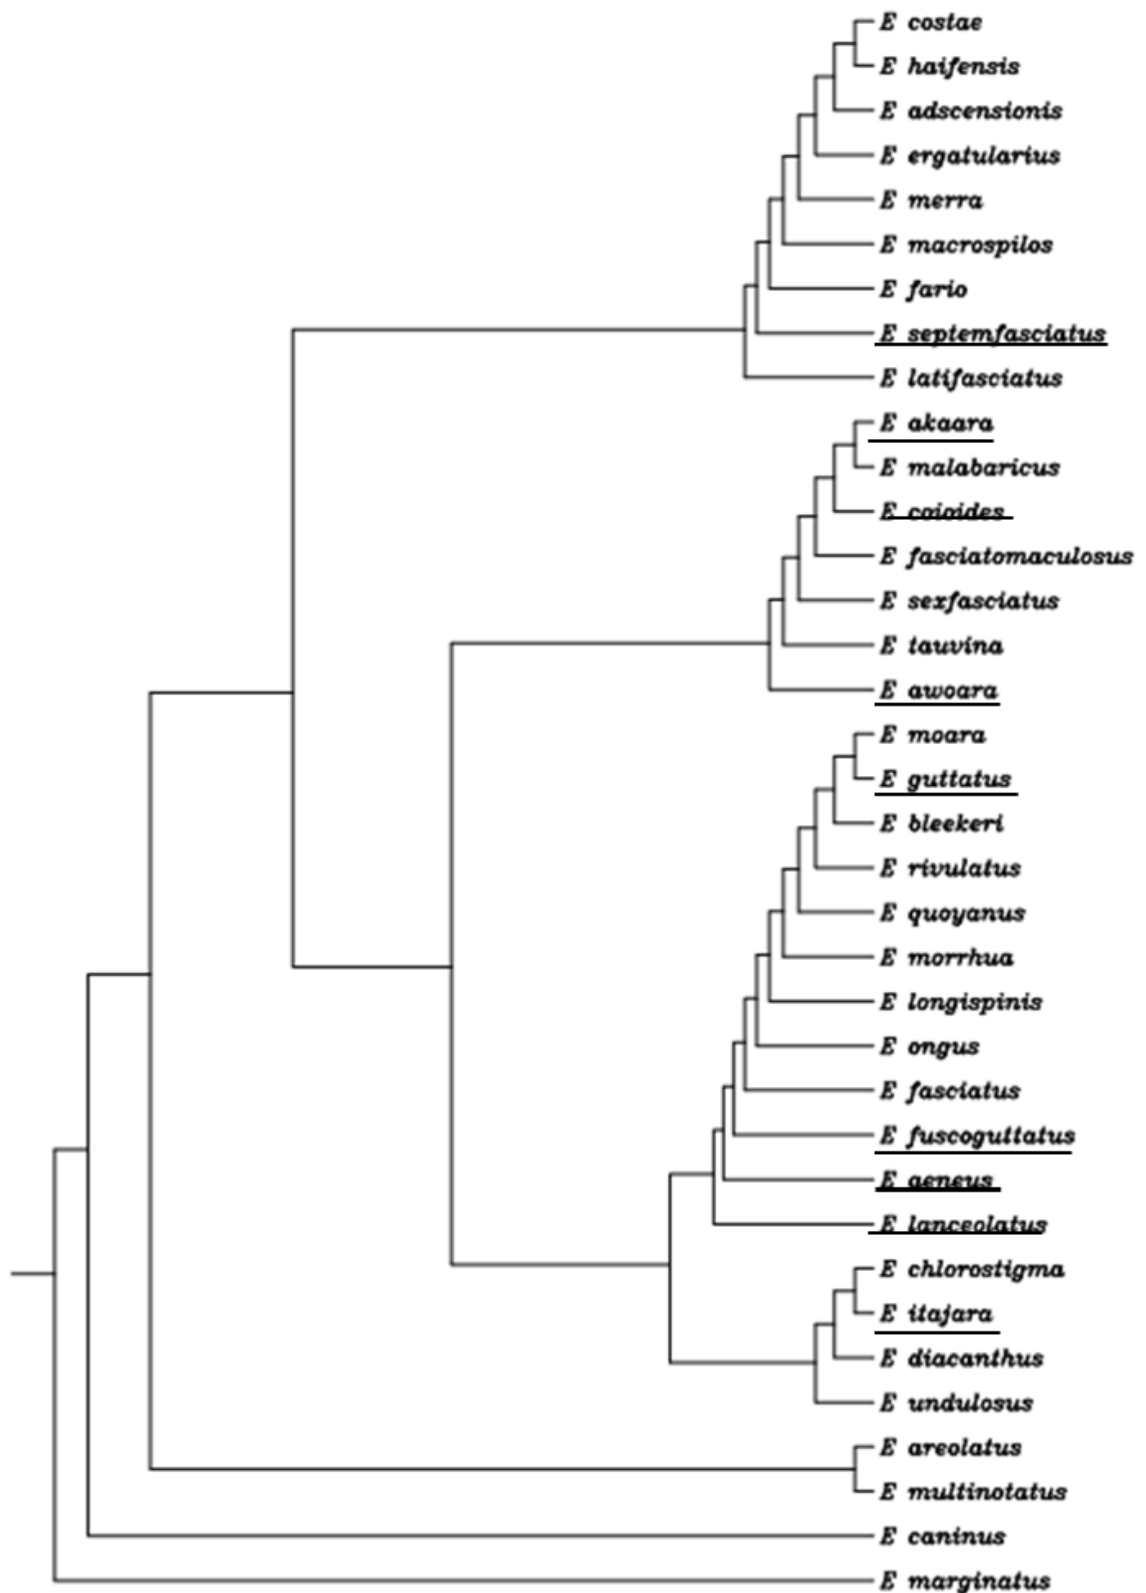 E costae
E haifensis
E adscensionis
E ergatularius
E merra
E macrospilos
E fario
E septemfasciatus
E latifasciatus
E akaara
E malabaricus
E coioides
E fasciatomaculosus
E sexfasciatus
E tauvina
E awoara
E moara
E guttatus
E bleekeri
E rivulatus
E quoyanus
E morrhua
E longispinis
E ongus
E fasciatus
E fuscoguttatus
E aeneus
E lanceolatus
E chlorostigma
E itajara
E diacanthus
E undulosus
E areolatus
E multinotatus
E caninus
E marginatus